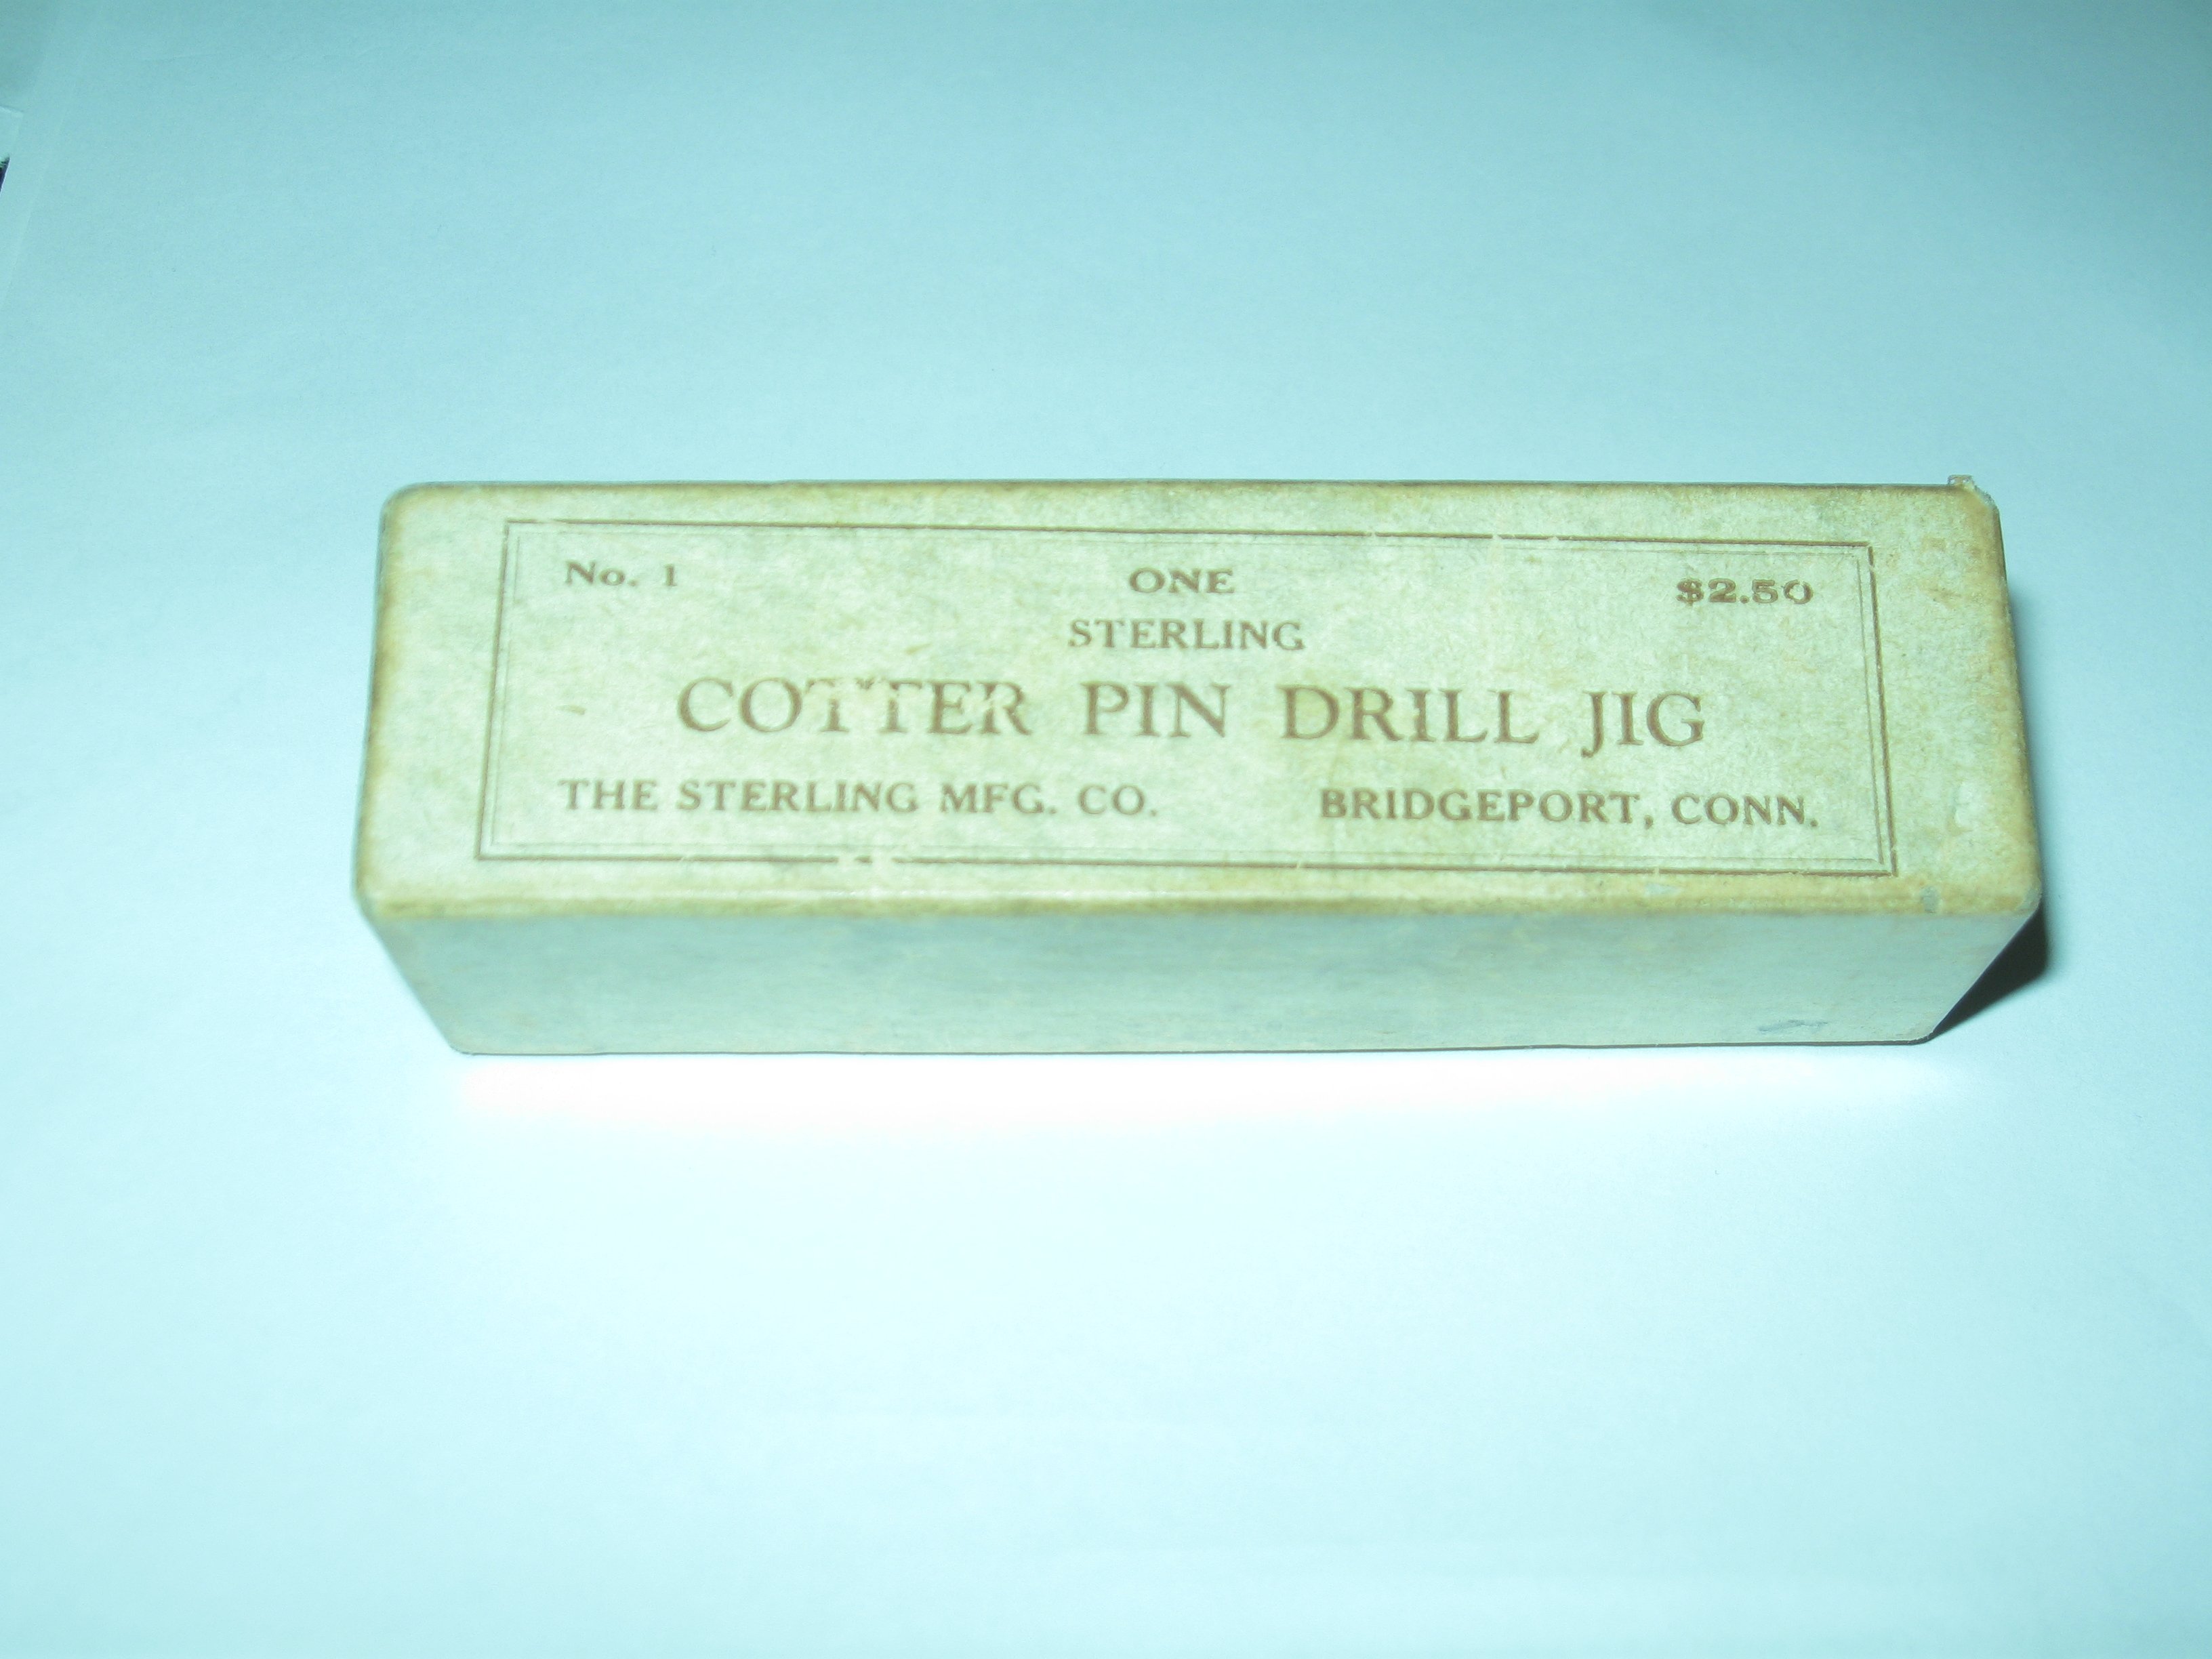 No. 1 ONE $2.50
STERLING
COTTER PIN DRILL JIG
THE STERLING MFG. CO. BRIDGEPORT, CONN.